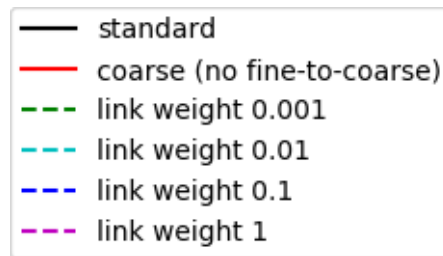 standard
coarse (no fine-to-coarse)
link weight 0.001
link weight 0.01
link weight 0.1
link weight 1